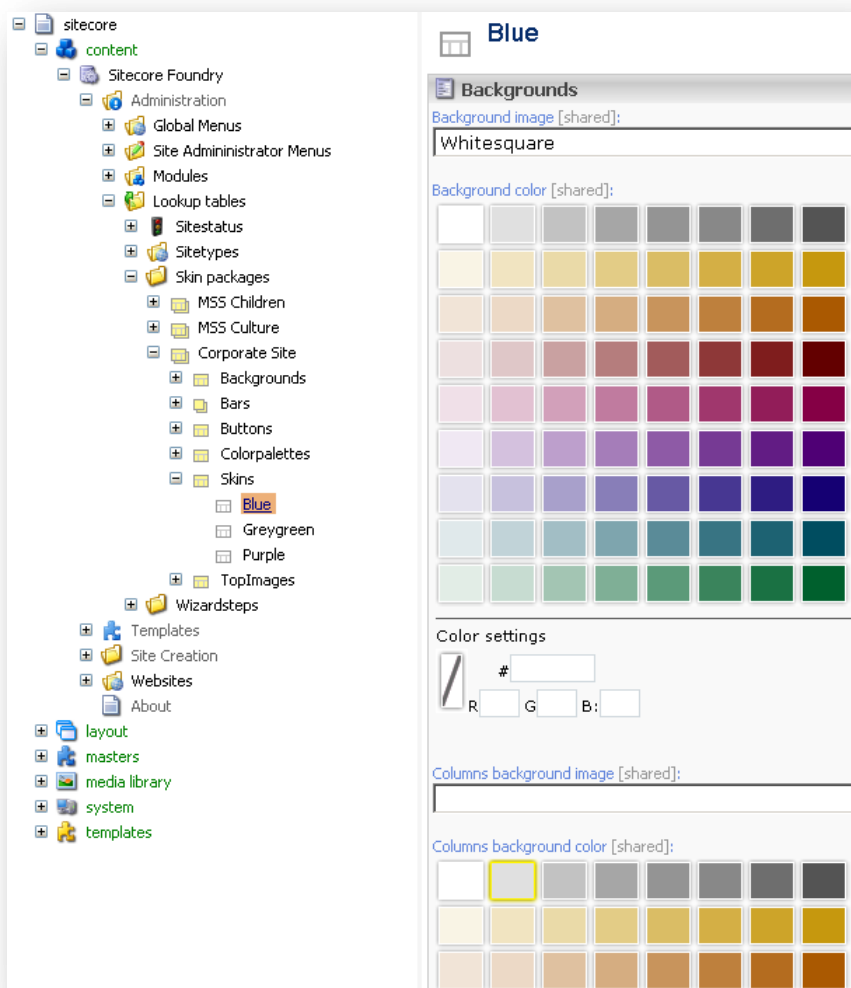 sitecore
content
Sitecore Foundry
Administration
Global Menus
Site Admininistrator Menus
Modules
Lookup tables
Sitestatus
Sitetypes
Skin packages
MSS Children
MSS Culture
Corporate Site
Backgrounds
Bars
Buttons
Colorpalettes
Skins
Blue
Greygreen
Purple
TopImages
Wizardsteps
Templates
Site Creation
Websites
About
layout
masters
media library
system
templates
Blue
Backgrounds
Background image [shared]:
Whitesquare
Background color [shared]:
Color settings
#
R G B:
Columns background image [shared]:
Columns background color [shared]: